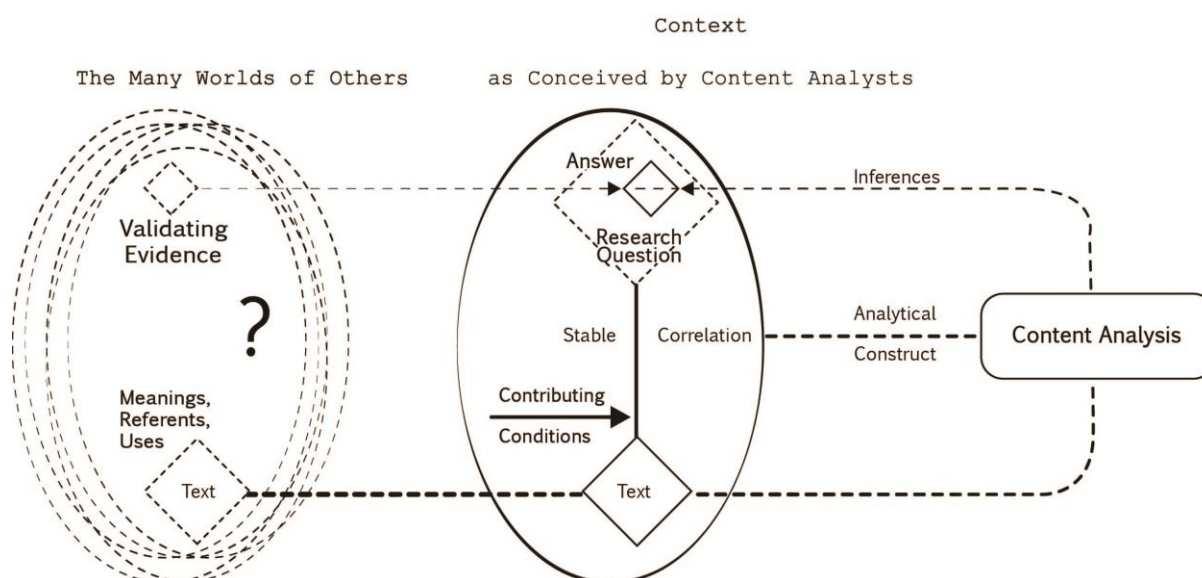 Context
The Many Worlds of Others
as Conceived by Content Analysts
Answer
Inferences
Validating
Evidence
Research
Question
?
Stable
Correlation
Analytical
Construct
Content Analysis
Meanings,
Referents,
Uses
Contributing
Conditions
Text
Text